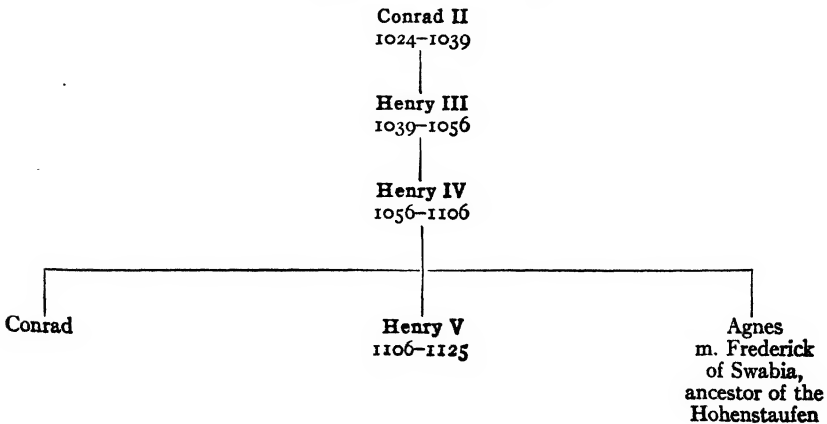 Conrad II
1024–1039
Henry III
1039–1056
Henry IV
1056–1106
Conrad
Henry V
1106–1125
Agnes
m. Frederick
of Swabia,
ancestor of the
Hohenstaufen